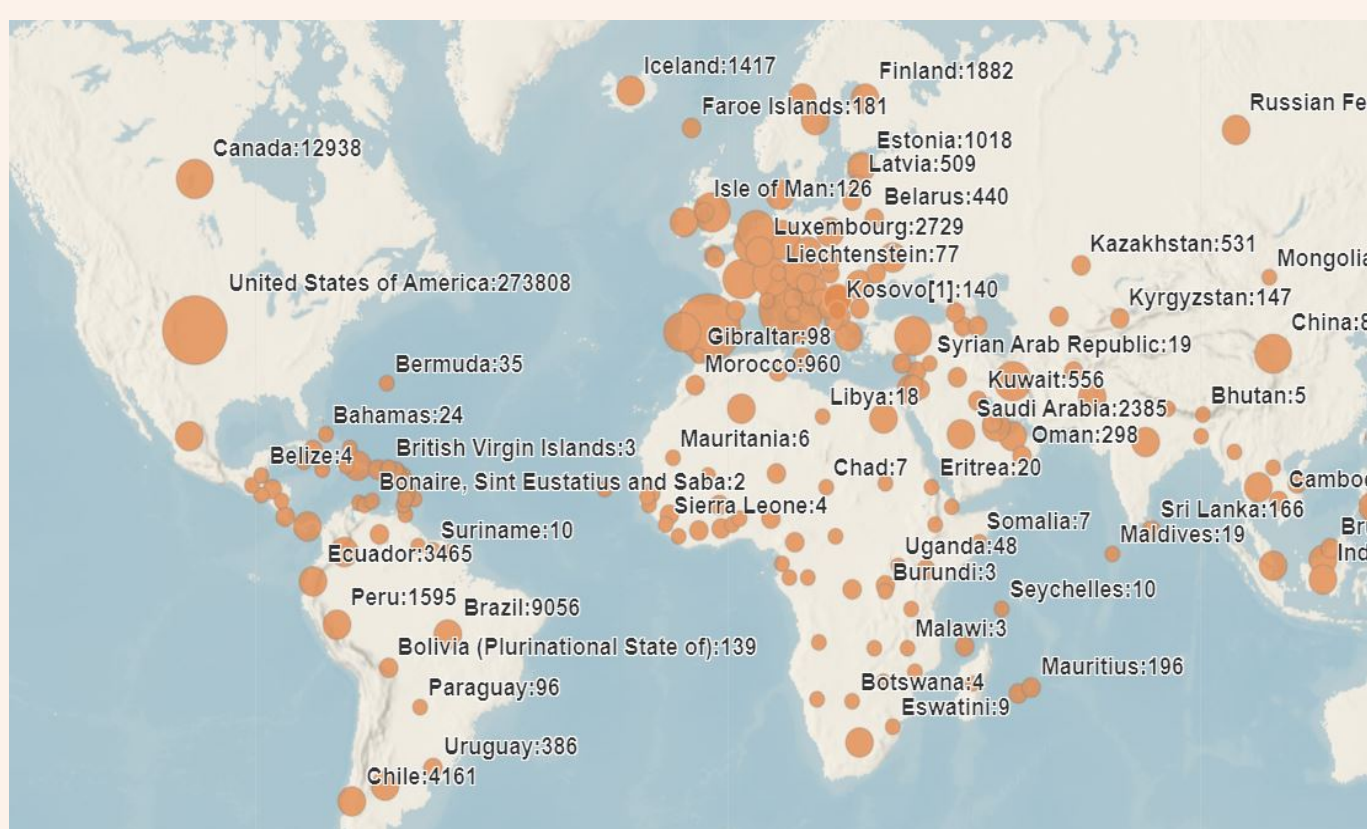 Iceland:1417
Finland:1882
Faroe Islands:181
Russian Fe
Canada:12938
Estonia:1018
Latvia:509
Isle of Man:126
Belarus:440
Luxembourg:2729
Liechtenstein:77
Kazakhstan:531
Mongolia
United States of America:273808
Kosovo[1]:140
Kyrgyzstan:147
China:8
Gibraltar:98
Syrian Arab Republic:19
Bermuda:35
Morocco:960
Kuwait:556
Libya:18
Bhutan:5
Bahamas:24
Saudi Arabia:2385
Mauritania:6
Oman:298
British Virgin Islands:3
Belize:4
Chad:7
Eritrea:20
Bonaire, Sint Eustatius and Saba:2
Cambod
Sierra Leone:4
Sri Lanka:166
Somalia:7
Suriname:10
Maldives:19
Bri
Uganda:48
Ecuador:3465
Ind
Burundi:3
Seychelles:10
Peru:1595
Brazil:9056
Malawi:3
Bolivia (Plurinational State of):139
Mauritius:196
Botswana:4
Paraguay:96
Eswatini:9
Uruguay:386
Chile:4161